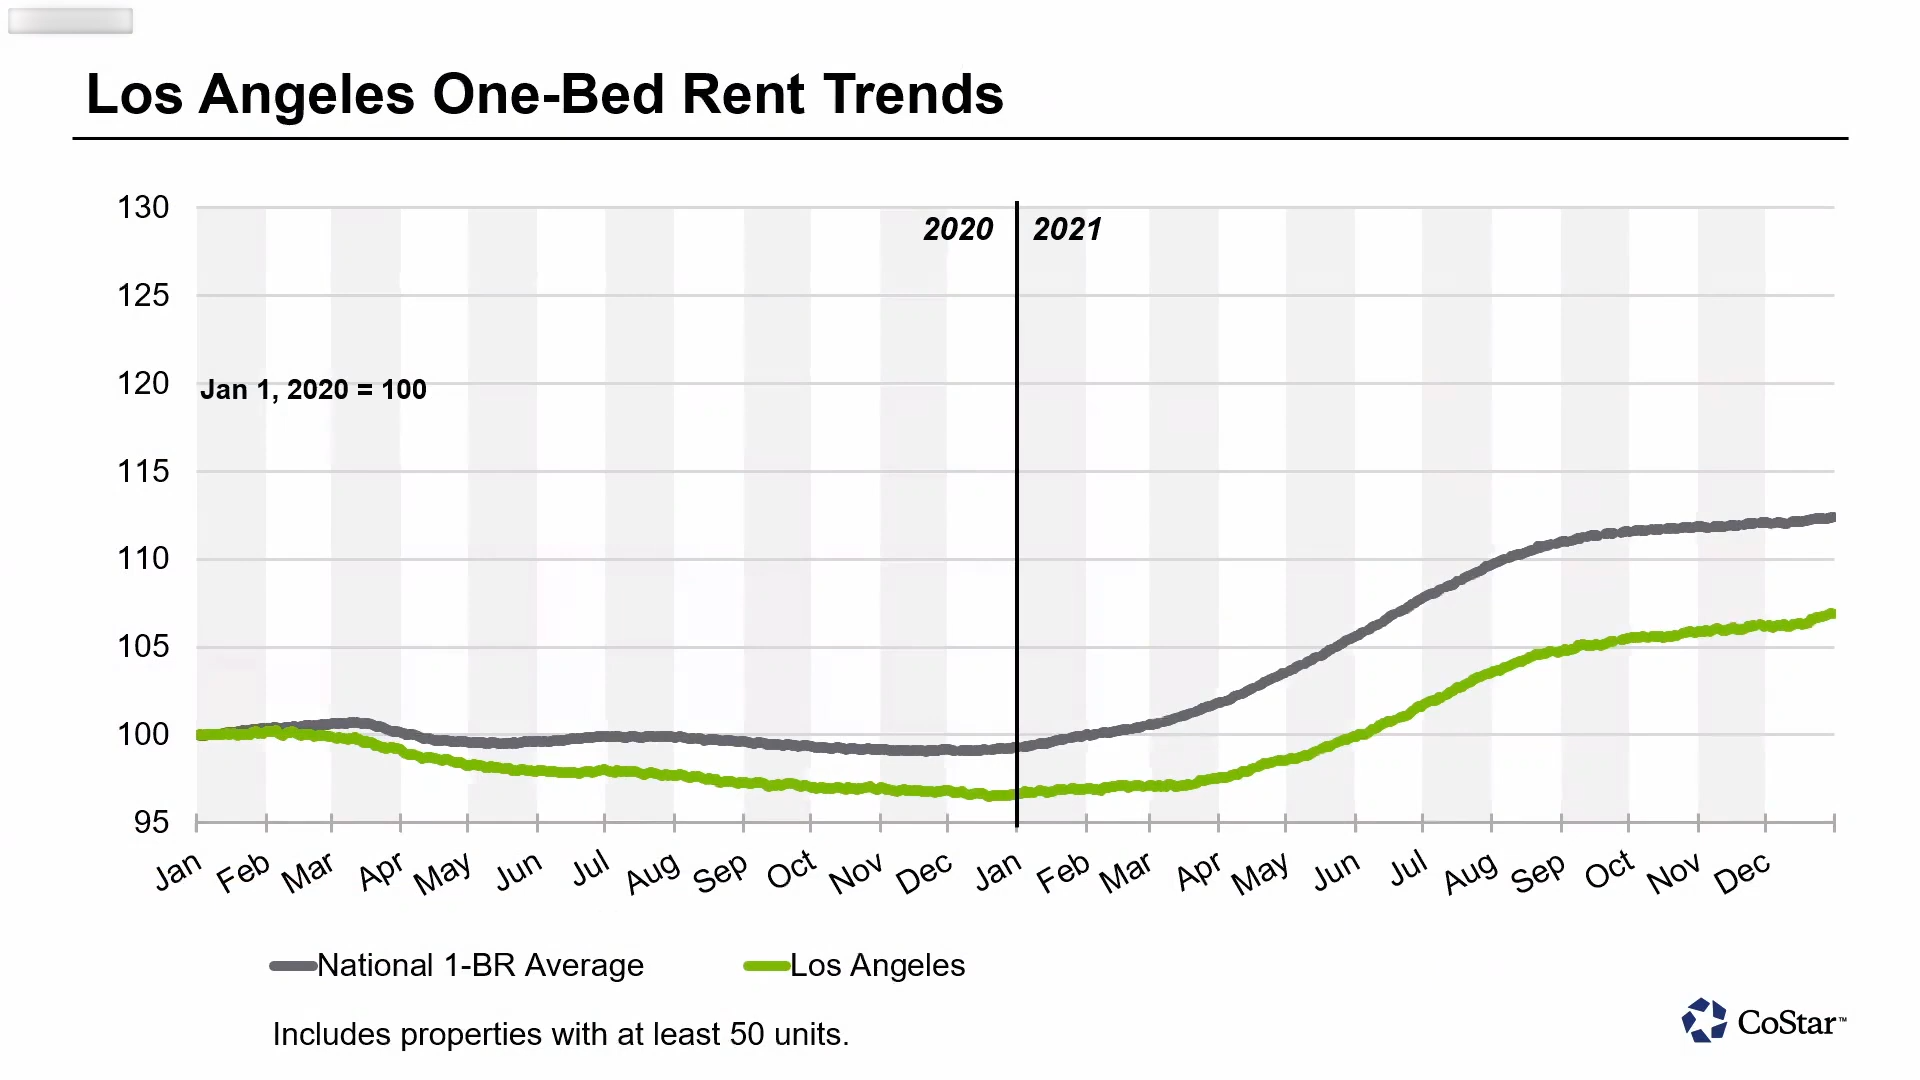 Los Angeles One-Bed Rent Trends
130
2020 2021
125
120
Jan 1, 2020 = 100
115
110
105
100
95
Jan Feb Mar Apr May Jun Jul Aug Sep Oct Nov Dec Jan Feb Mar Apr May Jun Jul Aug Sep Oct Nov Dec
National 1-BR Average Los Angeles
Includes properties with at least 50 units.
CoStar™